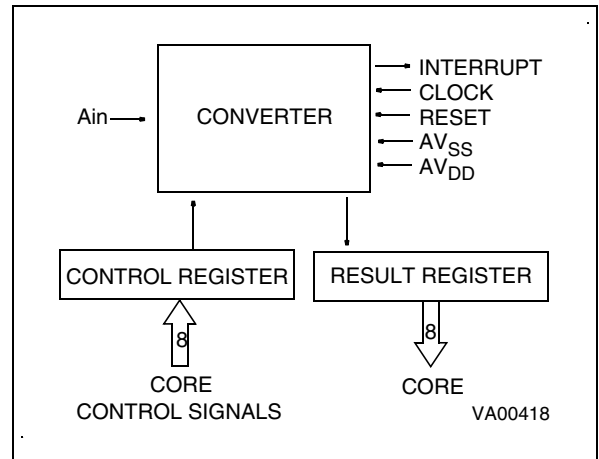 INTERRUPT
CLOCK
Ain
CONVERTER
RESET
AVSS
AVDD
CONTROL REGISTER
RESULT REGISTER
8
8
CORE
CONTROL SIGNALS
CORE
VA00418